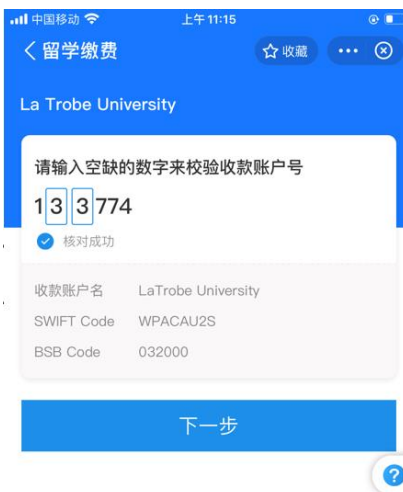 中国移动 上午11:15
留学缴费 收藏
La Trobe University
请输入空缺的数字来校验收款账户号
133774
核对成功
收款账户名 LaTrobe University
SWIFT Code WPACAU2S
BSB Code 032000
下一步
?